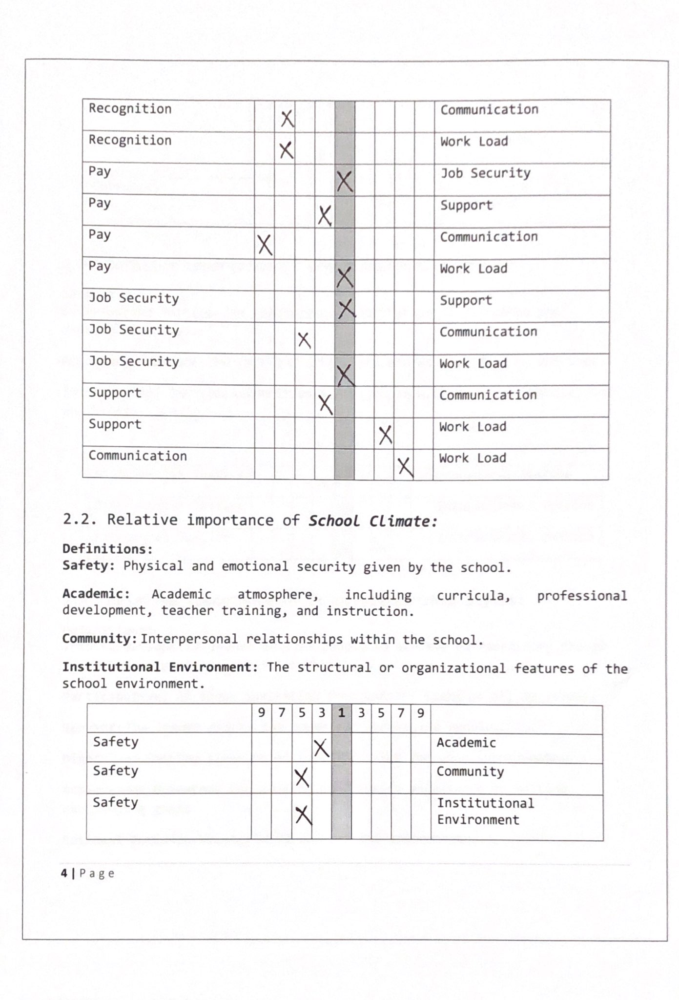 Recognition X Communication
Recognition X Work Load
Pay X Job Security
Pay X Support
Pay X Communication
Pay X Work Load
Job Security X Support
Job Security X Communication
Job Security X Work Load
Support X Communication
Support X Work Load
Communication X Work Load
2.2. Relative importance of School Climate:
Definitions:
Safety: Physical and emotional security given by the school.
Academic: Academic atmosphere, including curricula, professional
development, teacher training, and instruction.
Community: Interpersonal relationships within the school.
Institutional Environment: The structural or organizational features of the
school environment.
9 7 5 3 1 3 5 7 9
Safety X Academic
Safety X Community
Safety X Institutional
Environment
4 | Page